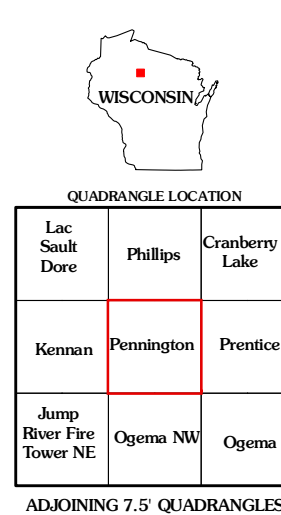 WISCONSIN
QUADRANGLE LOCATION
Lac
Sault
Dore
Phillips
Cranberry
Lake
Kennan
Pennington
Prentice
Jump
River Fire
Tower NE
Ogema NW
Ogema
ADJOINING 7.5' QUADRANGLES